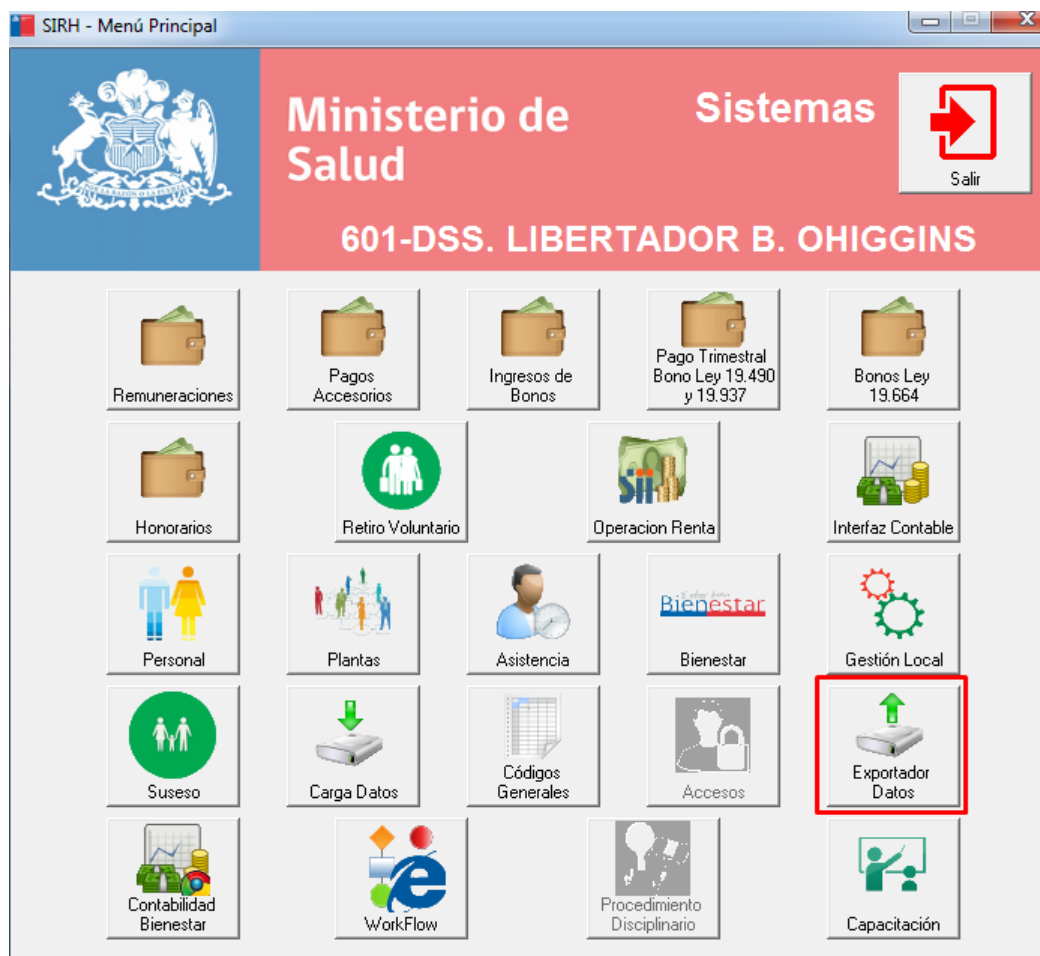 SIRH - Menú Principal
Ministerio de
Salud
Sistemas
Salir
601-DSS. LIBERTADOR B. OHIGGINS
Remuneraciones
Pagos
Accesorios
Ingresos de
Bonos
Pago Trimestral
Bono Ley 19.490
y 19.937
Bonos Ley
19.664
Honorarios
Retiro Voluntario
Sii
Operacion Renta
Interfaz Contable
Personal
Plantas
Asistencia
Bienestar
Bienestar
Gestión Local
Suseso
Carga Datos
Códigos
Generales
Accesos
Exportador
Datos
Contabilidad
Bienestar
WorkFlow
Procedimiento
Disciplinario
Capacitación